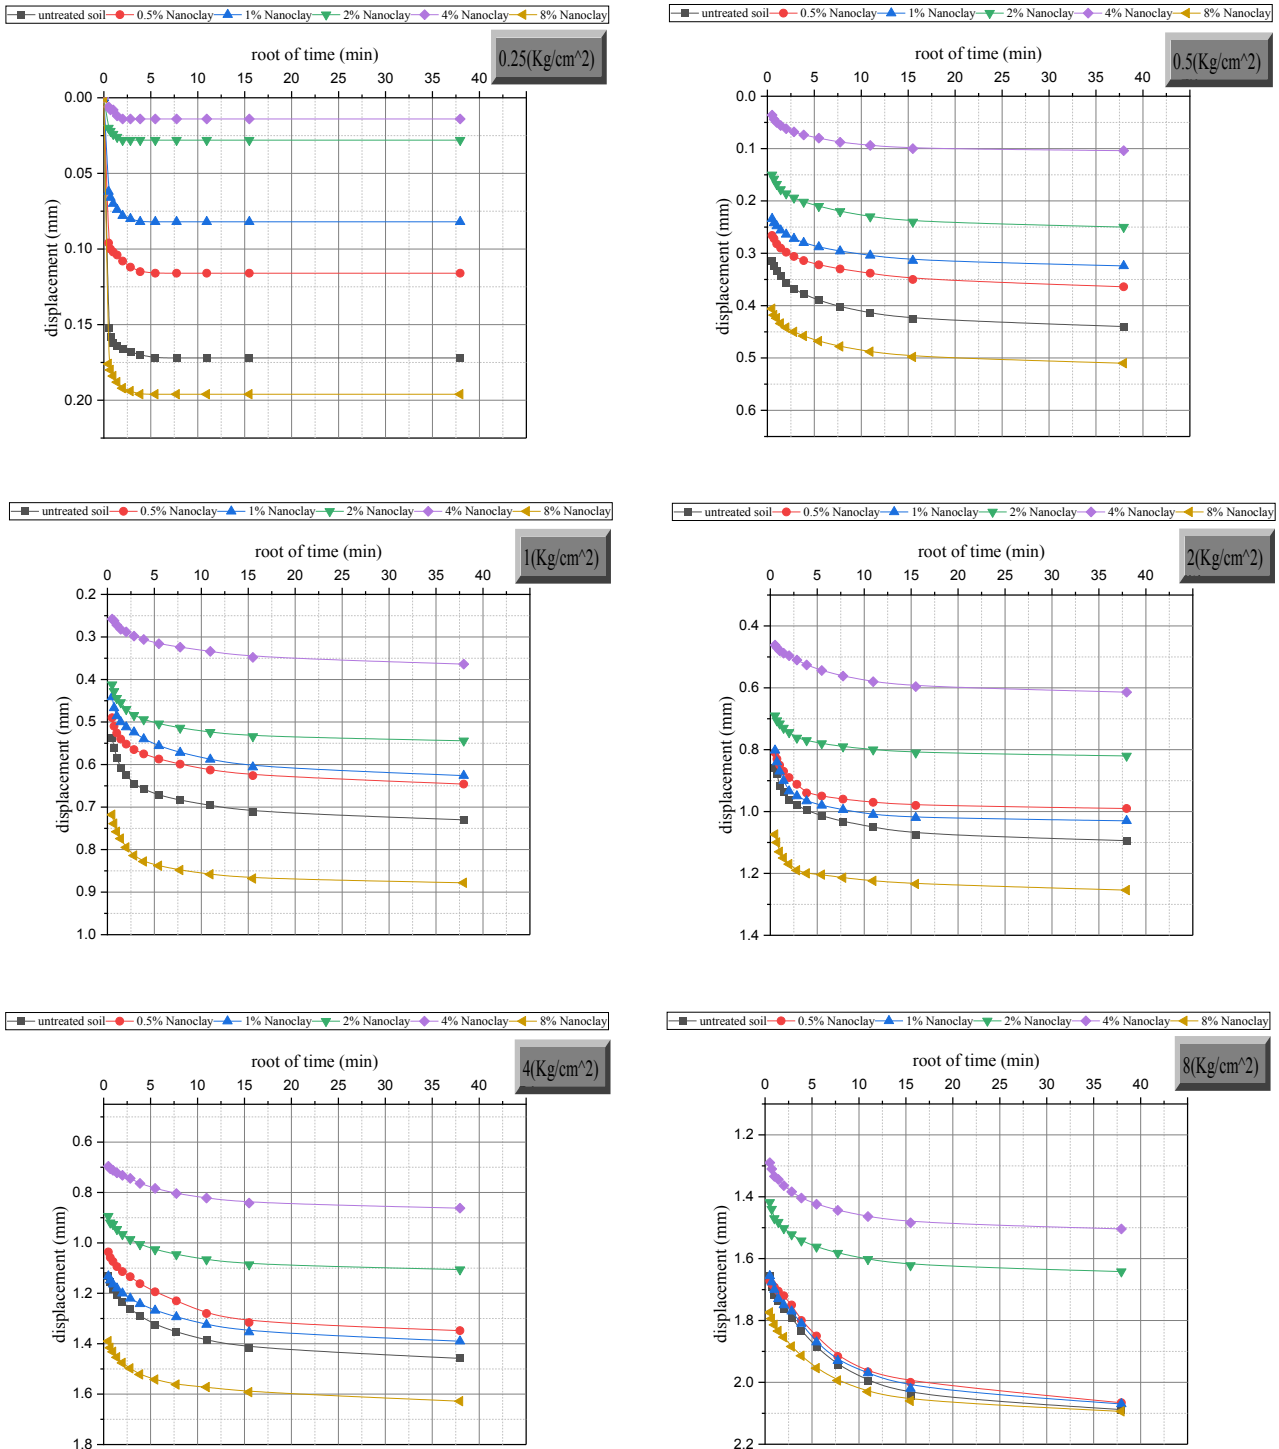 untreated soil 0.5% Nanoclay 1% Nanoclay 2% Nanoclay 4% Nanoclay 8% Nanoclay
0.25(Kg/cm^2)
root of time (min)
0 5 10 15 20 25 30 35 40
displacement (mm)
0.00
0.05
0.10
0.15
0.20
untreated soil 0.5% Nanoclay 1% Nanoclay 2% Nanoclay 4% Nanoclay 8% Nanoclay
0.5(Kg/cm^2)
root of time (min)
0 5 10 15 20 25 30 35 40
displacement (mm)
0.0
0.1
0.2
0.3
0.4
0.5
0.6
untreated soil 0.5% Nanoclay 1% Nanoclay 2% Nanoclay 4% Nanoclay 8% Nanoclay
1(Kg/cm^2)
root of time (min)
0 5 10 15 20 25 30 35 40
displacement (mm)
0.2
0.3
0.4
0.5
0.6
0.7
0.8
0.9
1.0
untreated soil 0.5% Nanoclay 1% Nanoclay 2% Nanoclay 4% Nanoclay 8% Nanoclay
2(Kg/cm^2)
root of time (min)
0 5 10 15 20 25 30 35 40
displacement (mm)
0.4
0.6
0.8
1.0
1.2
1.4
untreated soil 0.5% Nanoclay 1% Nanoclay 2% Nanoclay 4% Nanoclay 8% Nanoclay
4(Kg/cm^2)
root of time (min)
0 5 10 15 20 25 30 35 40
displacement (mm)
0.6
0.8
1.0
1.2
1.4
1.6
1.8
untreated soil 0.5% Nanoclay 1% Nanoclay 2% Nanoclay 4% Nanoclay 8% Nanoclay
8(Kg/cm^2)
root of time (min)
0 5 10 15 20 25 30 35 40
displacement (mm)
1.2
1.4
1.6
1.8
2.0
2.2